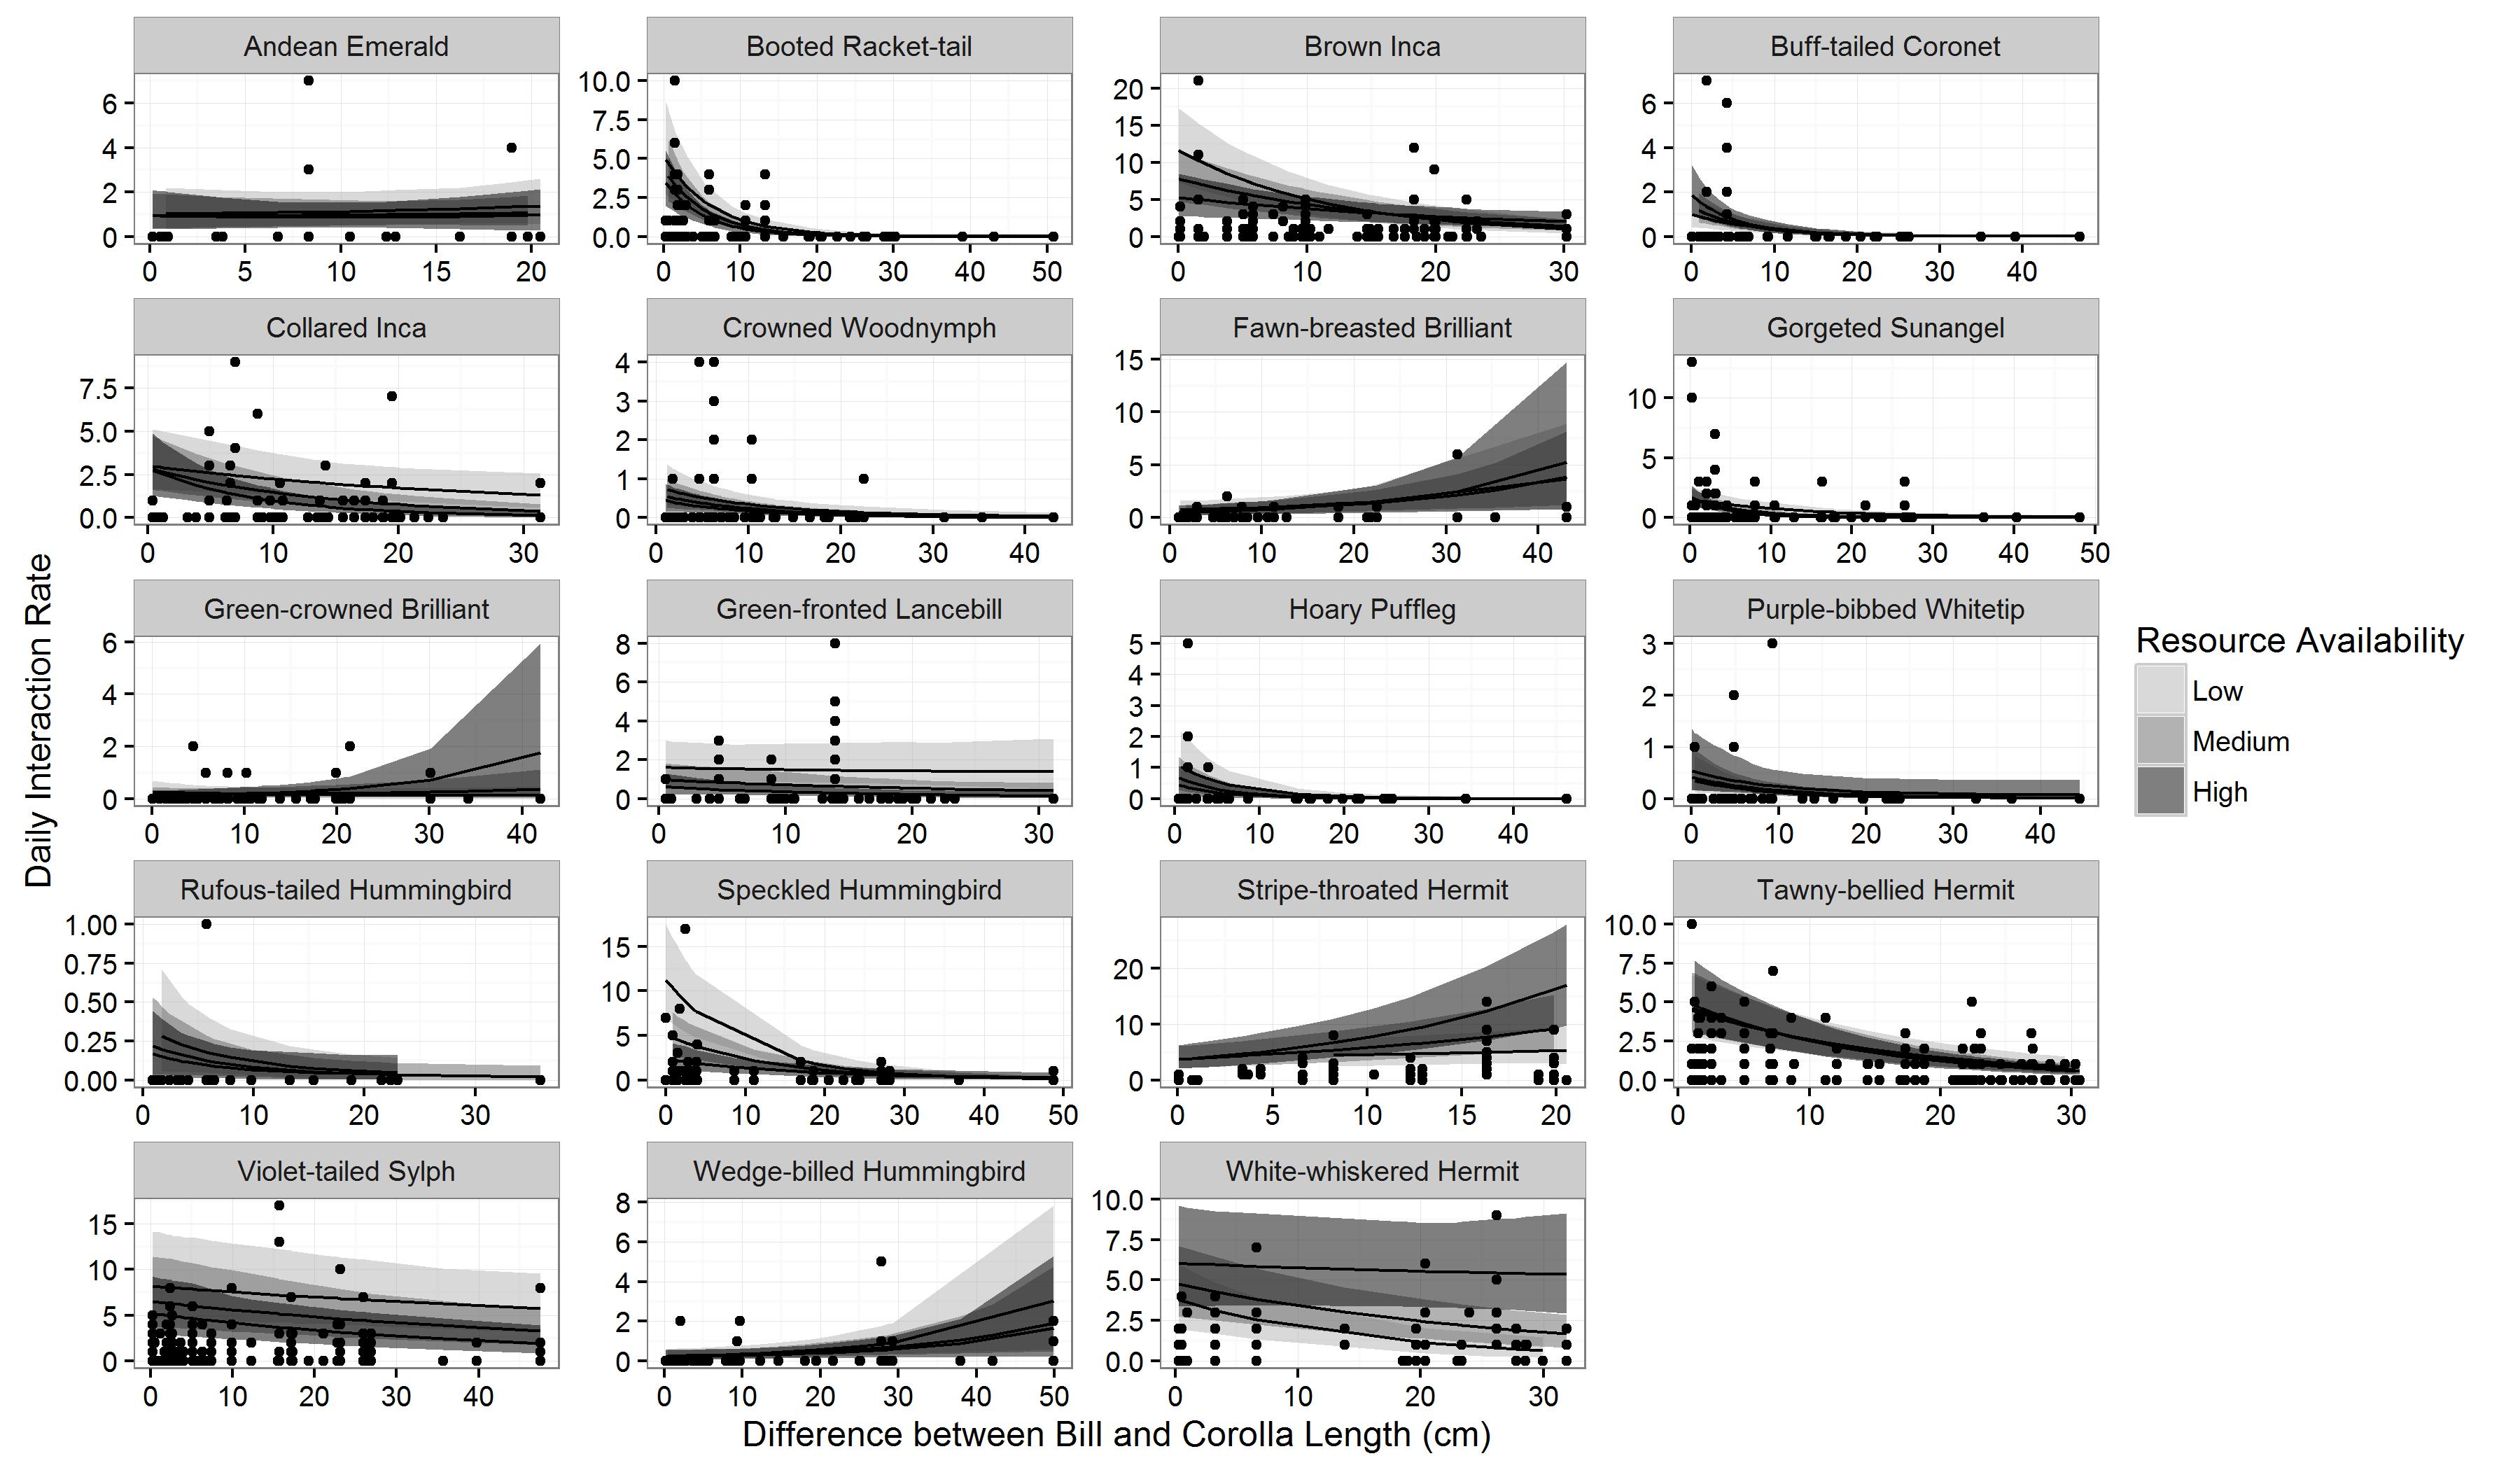 Andean Emerald
Booted Racket-tail
Brown Inca
Buff-tailed Coronet
6
4
2
0
0 5 10 15 20
10.0
7.5
5.0
2.5
0.0
0 10 20 30 40 50
20
15
10
5
0
0 10 20 30
6
4
2
0
0 10 20 30 40
Collared Inca
Crowned Woodnymph
Fawn-breasted Brilliant
Gorgeted Sunangel
7.5
5.0
2.5
0.0
0 10 20 30
4
3
2
1
0
0 10 20 30 40
15
10
5
0
0 10 20 30 40
10
5
0
0 10 20 30 40 50
Green-crowned Brilliant
Green-fronted Lancebill
Hoary Puffleg
Purple-bibbed Whitetip
6
4
2
0
0 10 20 30 40
8
6
4
2
0
0 10 20 30
5
4
3
2
1
0
0 10 20 30 40
3
2
1
0
0 10 20 30 40
Rufous-tailed Hummingbird
Speckled Hummingbird
Stripe-throated Hermit
Tawny-bellied Hermit
1.00
0.75
0.50
0.25
0.00
0 10 20 30
15
10
5
0
0 10 20 30 40 50
20
10
0
0 5 10 15 20
10.0
7.5
5.0
2.5
0.0
0 10 20 30
Violet-tailed Sylph
Wedge-billed Hummingbird
White-whiskered Hermit
15
10
5
0
0 10 20 30 40
8
6
4
2
0
0 10 20 30 40 50
10.0
7.5
5.0
2.5
0.0
0 10 20 30
Daily Interaction Rate
Difference between Bill and Corolla Length (cm)
Resource Availability
Low
Medium
High